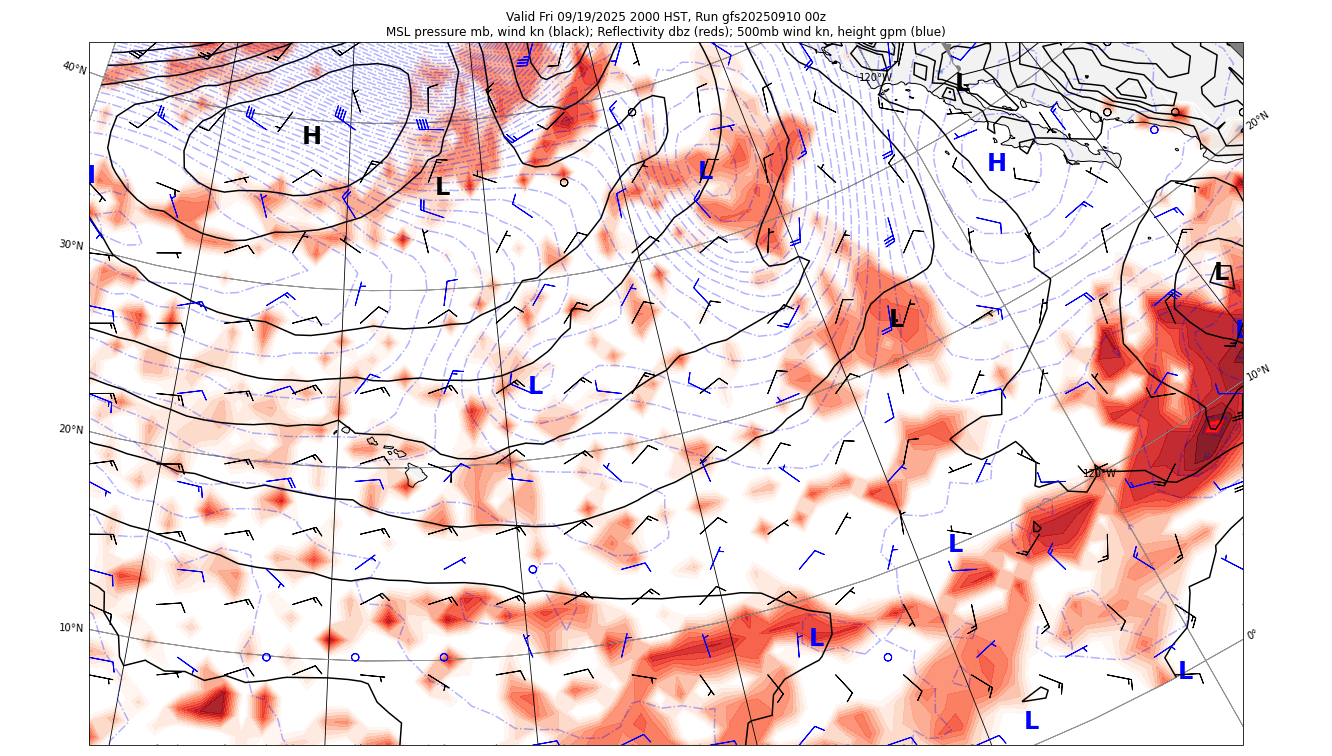 Valid Fri 09/19/2025 2000 HST, Run gfs20250910 00z
MSL pressure mb, wind kn (black); Reflectivity dbz (reds); 500mb wind kn, height gpm (blue)
40°N
120°W
L
20°N
H
H
L
L
30°N
L
L
L
10°N
20°N
120°W
L
10°N
L
0°
L
L